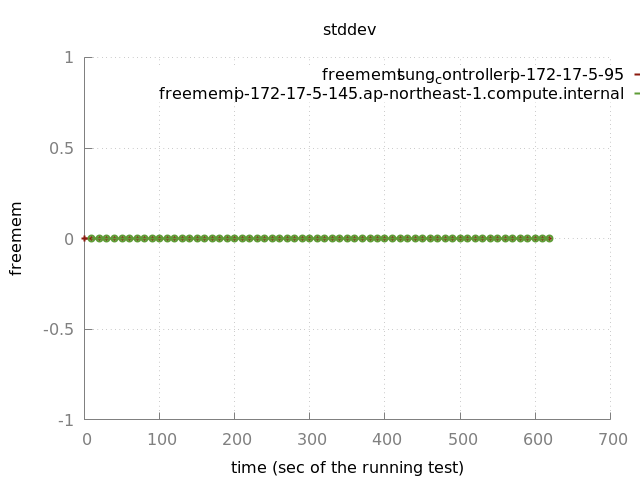 stddev
1
freememtsung_controllerip-172-17-5-95
freememip-172-17-5-145.ap-northeast-1.compute.internal
0.5
freemem
0
-0.5
-1
0 100 200 300 400 500 600 700
time (sec of the running test)